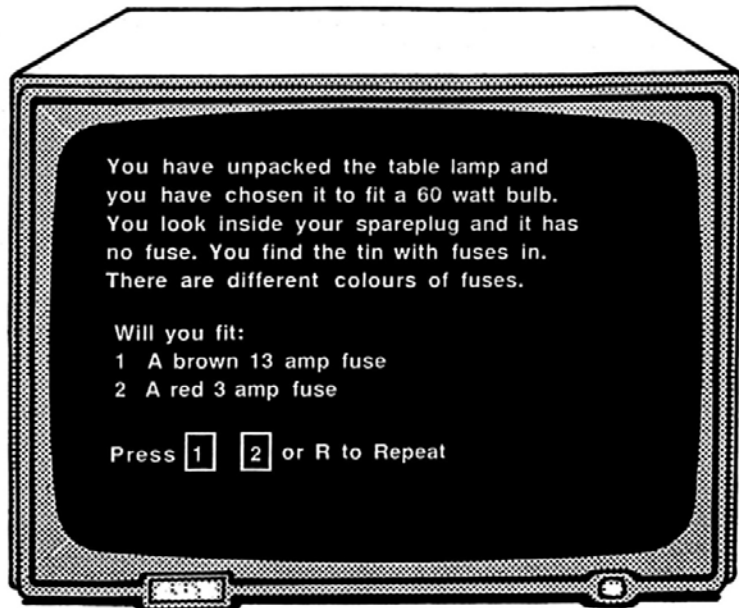 You have unpacked the table lamp and
you have chosen it to fit a 60 watt bulb.
You look inside your spareplug and it has
no fuse. You find the tin with fuses in.
There are different colours of fuses.
Will you fit:
1 A brown 13 amp fuse
2 A red 3 amp fuse
Press 1 2 or R to Repeat